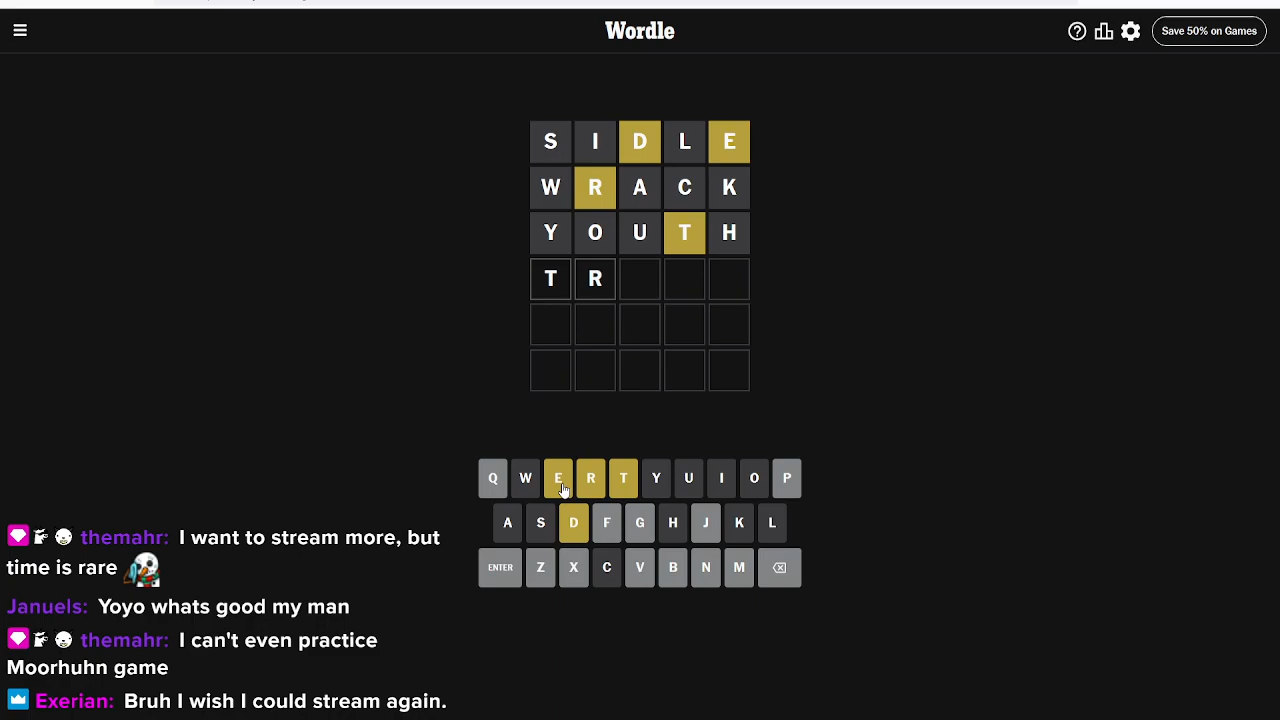 Wordle
Save 50% on Games
S I D L E
W R A C K
Y O U T H
T R
Q W E R T Y U I O P
A S D F G H J K L
ENTER Z X C V B N M
themahr: I want to stream more, but
time is rare
Januels: Yoyo whats good my man
themahr: I can't even practice
Moorhuhn game
Exerian: Bruh I wish I could stream again.